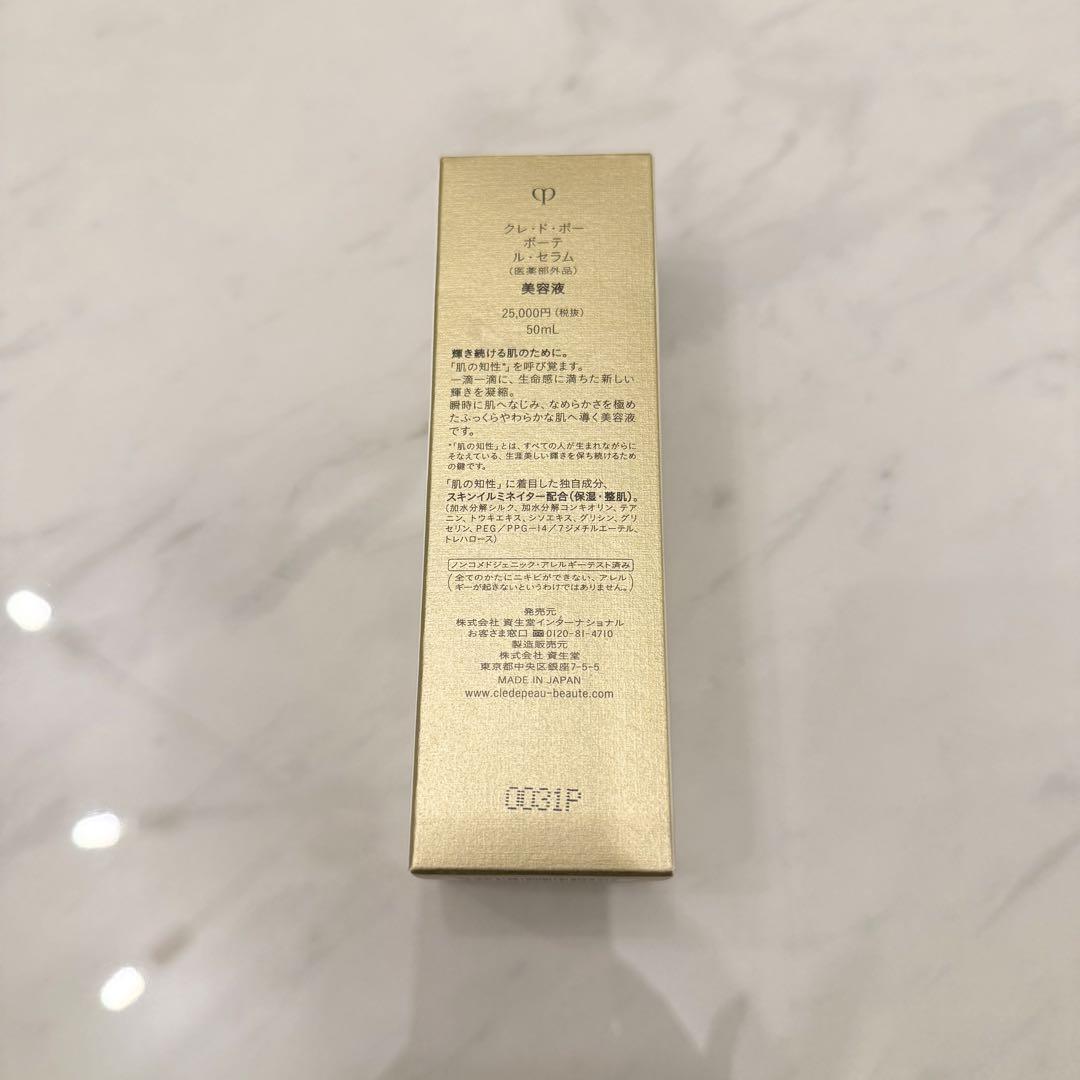 クレ・ド・ポー
ボーテ
ル・セラム
(医薬部外品)
美容液
25,000円(税抜)
50mL
輝き続ける肌のために。
「肌の知性*」を呼び覚ます。
一滴一滴に、生命感に満ちた新しい
輝きを凝縮。
瞬時に肌へなじみ、なめらかさを極め
たふっくらやわらかな肌へ導く美容液
です。
*「肌の知性」とは、すべての人が生まれながらに
そなえている、生涯美しい輝きを保ち続けるため
の鍵です。
「肌の知性」に着目した独自成分、
スキンイルミネイター配合(保湿・整肌)。
(加水分解シルク、加水分解コンキオリン、テア
ニン、トウキエキス、シソエキス、グリシン、グリ
セリン、PEG/PPG-14/7ジメチルエーテル、
トレハロース)
ノンコメドジェニック・アレルギーテスト済み
(全てのかたにニキビができない、アレル
ギーが起きないというわけではありません。)
発売元
株式会社 資生堂インターナショナル
お客さま窓口 0120-81-4710
製造販売元
株式会社 資生堂
東京都中央区銀座7-5-5
MADE IN JAPAN
www.cledepeau-beaute.com
0031P